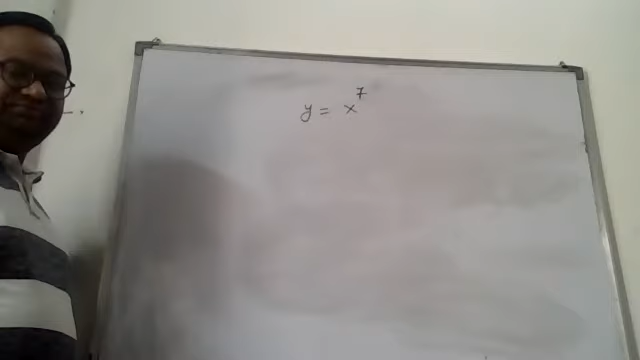 y = x⁷